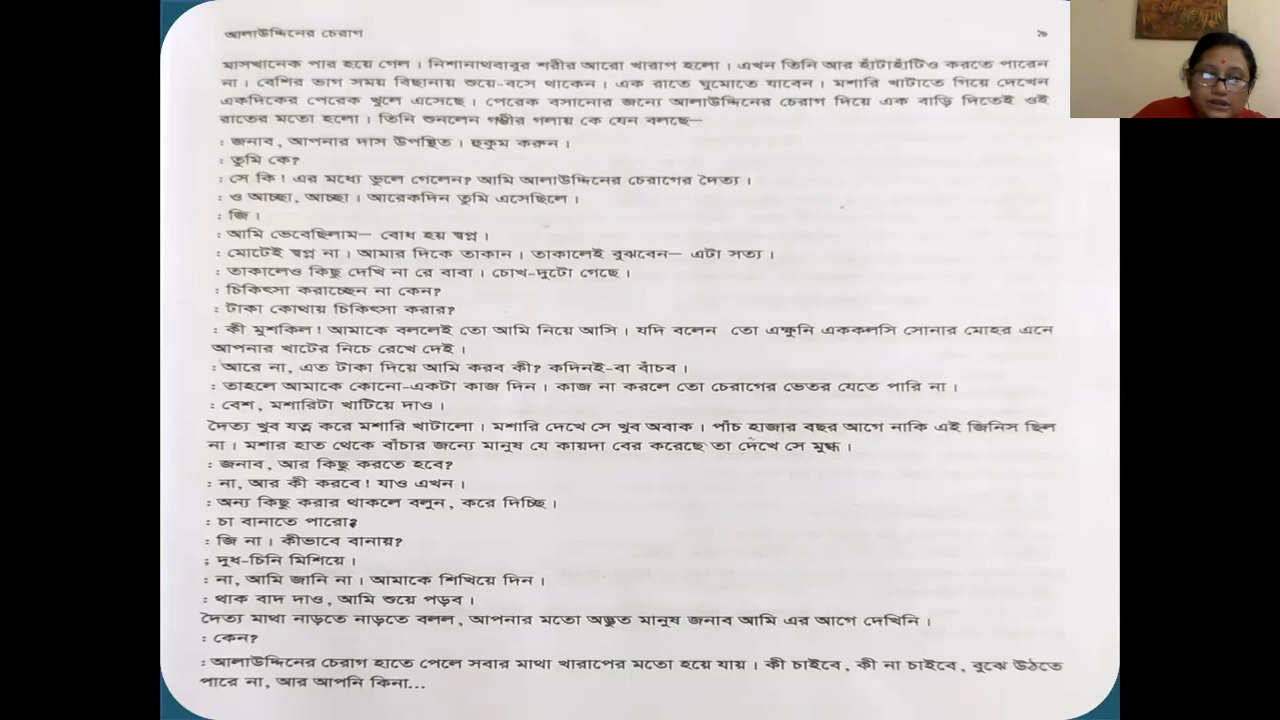 আলাউদ্দিনের চেরাগ
মাসখানেক পার হয়ে গেল। নিশানাথবাবুর শরীর আরো খারাপ হলো। এখন তিনি আর হাঁটাহাঁটিও করতে পারেন
না। বেশির ভাগ সময় বিছানায় শুয়ে-বসে থাকেন। এক রাতে ঘুমোতে যাবেন। মশারি খাটাতে গিয়ে দেখেন
একদিকের পেরেক খুলে এসেছে। পেরেক বসানোর জন্যে আলাউদ্দিনের চেরাগ দিয়ে এক বাড়ি দিতেই ওই
রাতের মতো হলো। তিনি শুনলেন গম্ভীর গলায় কে যেন বলছে—
: জনাব, আপনার দাস উপস্থিত। হুকুম করুন।
: তুমি কে?
: সে কি! এর মধ্যে ভুলে গেলেন? আমি আলাউদ্দিনের চেরাগের দৈত্য।
: ও আচ্ছা, আচ্ছা। আরেকদিন তুমি এসেছিলে।
: জি।
: আমি ভেবেছিলাম— বোধ হয় স্বপ্ন।
: মোটেই স্বপ্ন না। আমার দিকে তাকান। তাকালেই বুঝবেন— এটা সত্য।
: তাকালেও কিছু দেখি না রে বাবা। চোখ-দুটো গেছে।
: চিকিৎসা করাচ্ছেন না কেন?
: টাকা কোথায় চিকিৎসা করার?
: কী মুশকিল! আমাকে বললেই তো আমি নিয়ে আসি। যদি বলেন তো এক্ষুনি এককলসি সোনার মোহর এনে
আপনার খাটের নিচে রেখে দেই।
: আরে না, এত টাকা দিয়ে আমি করব কী? কদিনই-বা বাঁচব।
: তাহলে আমাকে কোনো-একটা কাজ দিন। কাজ না করলে তো চেরাগের ভেতর যেতে পারি না।
: বেশ, মশারিটা খাটিয়ে দাও।
দৈত্য খুব যত্ন করে মশারি খাটালো। মশারি দেখে সে খুব অবাক। পাঁচ হাজার বছর আগে নাকি এই জিনিস ছিল
না। মশার হাত থেকে বাঁচার জন্যে মানুষ যে কায়দা বের করেছে তা দেখে সে মুগ্ধ।
: জনাব, আর কিছু করতে হবে?
: না, আর কী করবে! যাও এখন।
: অন্য কিছু করার থাকলে বলুন, করে দিচ্ছি।
: চা বানাতে পারো?
: জি না। কীভাবে বানায়?
: দুধ-চিনি মিশিয়ে।
: না, আমি জানি না। আমাকে শিখিয়ে দিন।
: থাক বাদ দাও, আমি শুয়ে পড়ব।
দৈত্য মাথা নাড়তে নাড়তে বলল, আপনার মতো অদ্ভুত মানুষ জনাব আমি এর আগে দেখিনি।
: কেন?
: আলাউদ্দিনের চেরাগ হাতে পেলে সবার মাথা খারাপের মতো হয়ে যায়। কী চাইবে, কী না চাইবে, বুঝে উঠতে
পারে না, আর আপনি কিনা...